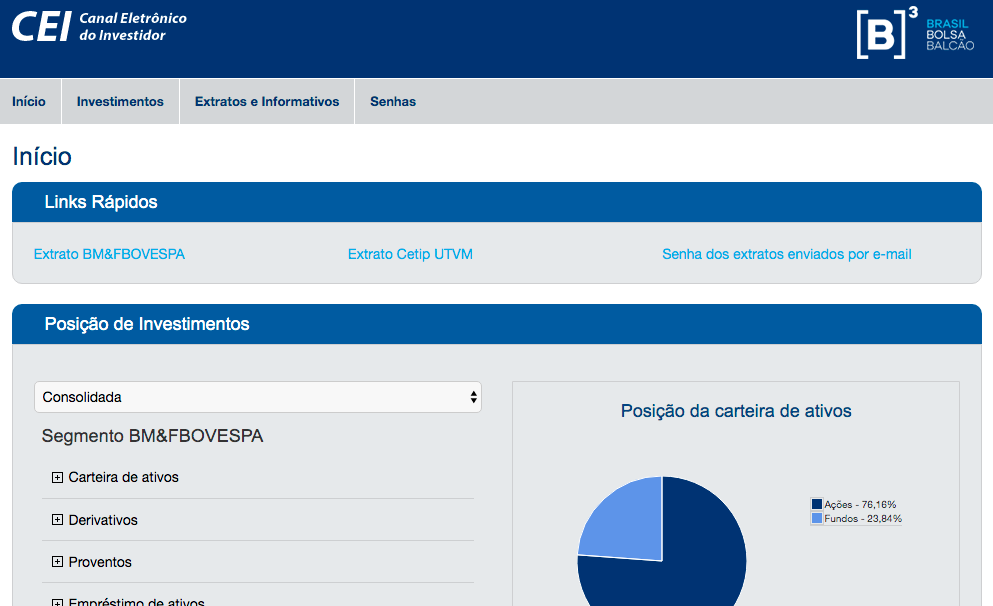 CEI Canal Eletrônico
do Investidor
[B]³ BRASIL
BOLSA
BALCÃO
Início
Investimentos
Extratos e Informativos
Senhas
Início
Links Rápidos
Extrato BM&FBOVESPA
Extrato Cetip UTVM
Senha dos extratos enviados por e-mail
Posição de Investimentos
Consolidada
Segmento BM&FBOVESPA
Carteira de ativos
Derivativos
Proventos
Empréstimo de ativos
Posição da carteira de ativos
Ações - 76,16%
Fundos - 23,84%